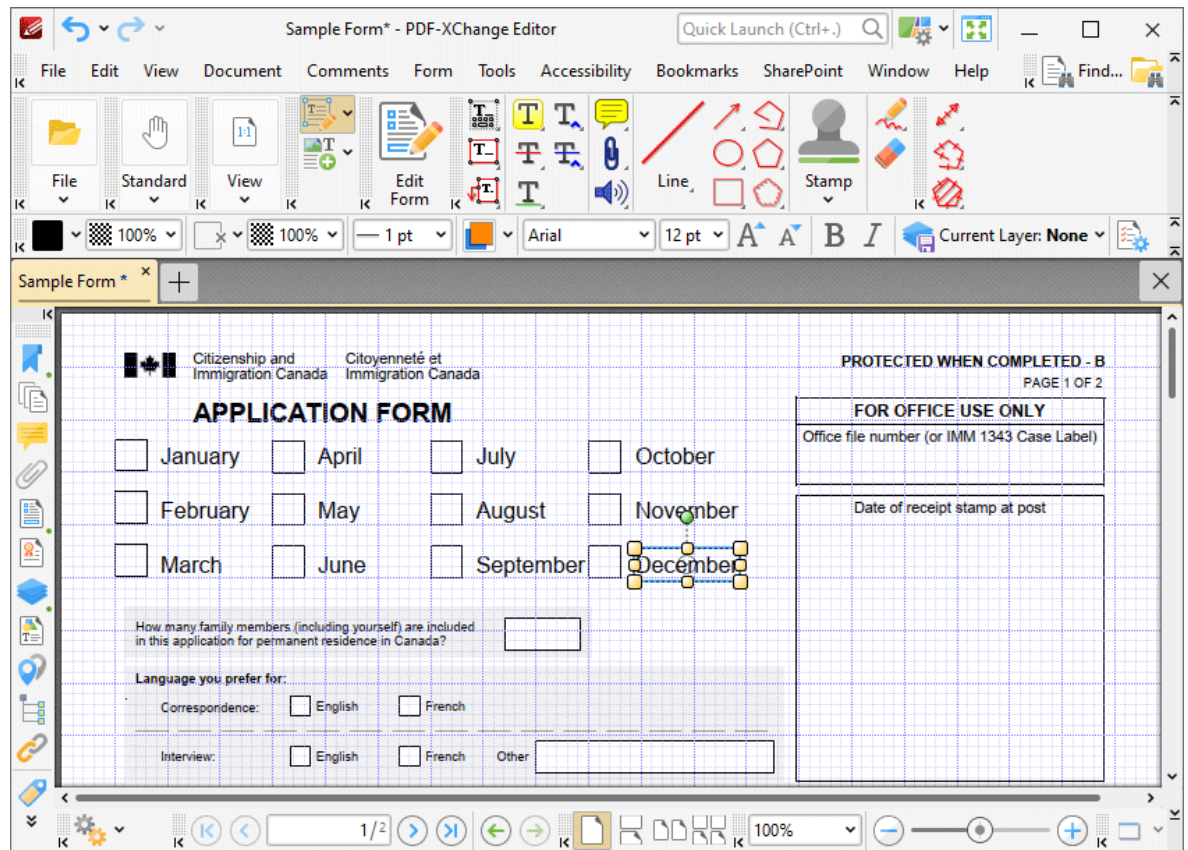 Sample Form* - PDF-XChange Editor
Quick Launch (Ctrl+.)
File Edit View Document Comments Form Tools Accessibility Bookmarks SharePoint Window Help Find...
File Standard View Edit Form Line Stamp
100% 100% 1 pt Arial 12 pt Current Layer: None
Sample Form *
Citizenship and Immigration Canada
Citoyenneté et Immigration Canada
PROTECTED WHEN COMPLETED - B
PAGE 1 OF 2
APPLICATION FORM
FOR OFFICE USE ONLY
Office file number (or IMM 1343 Case Label)
January April July October
February May August November
Date of receipt stamp at post
March June September December
How many family members (including yourself) are included
in this application for permanent residence in Canada?
Language you prefer for:
Correspondence: English French
Interview: English French Other
1/2 100%